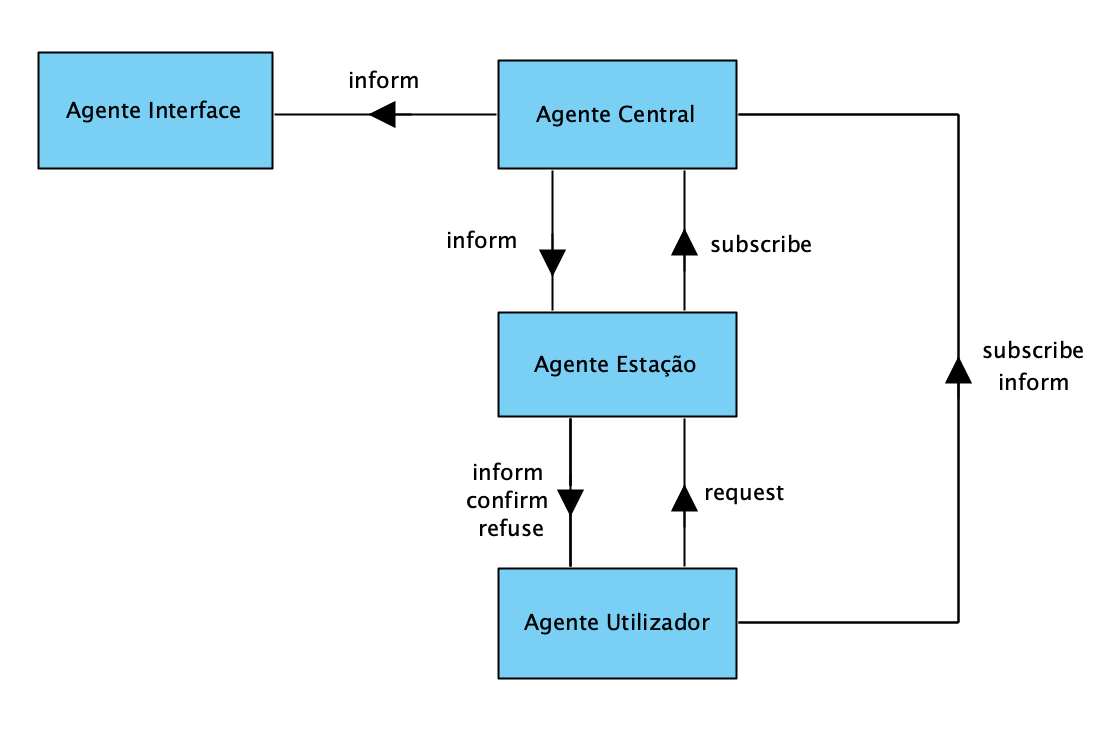 inform
Agente Interface
Agente Central
inform
subscribe
subscribe
inform
Agente Estação
inform
confirm
refuse
request
Agente Utilizador